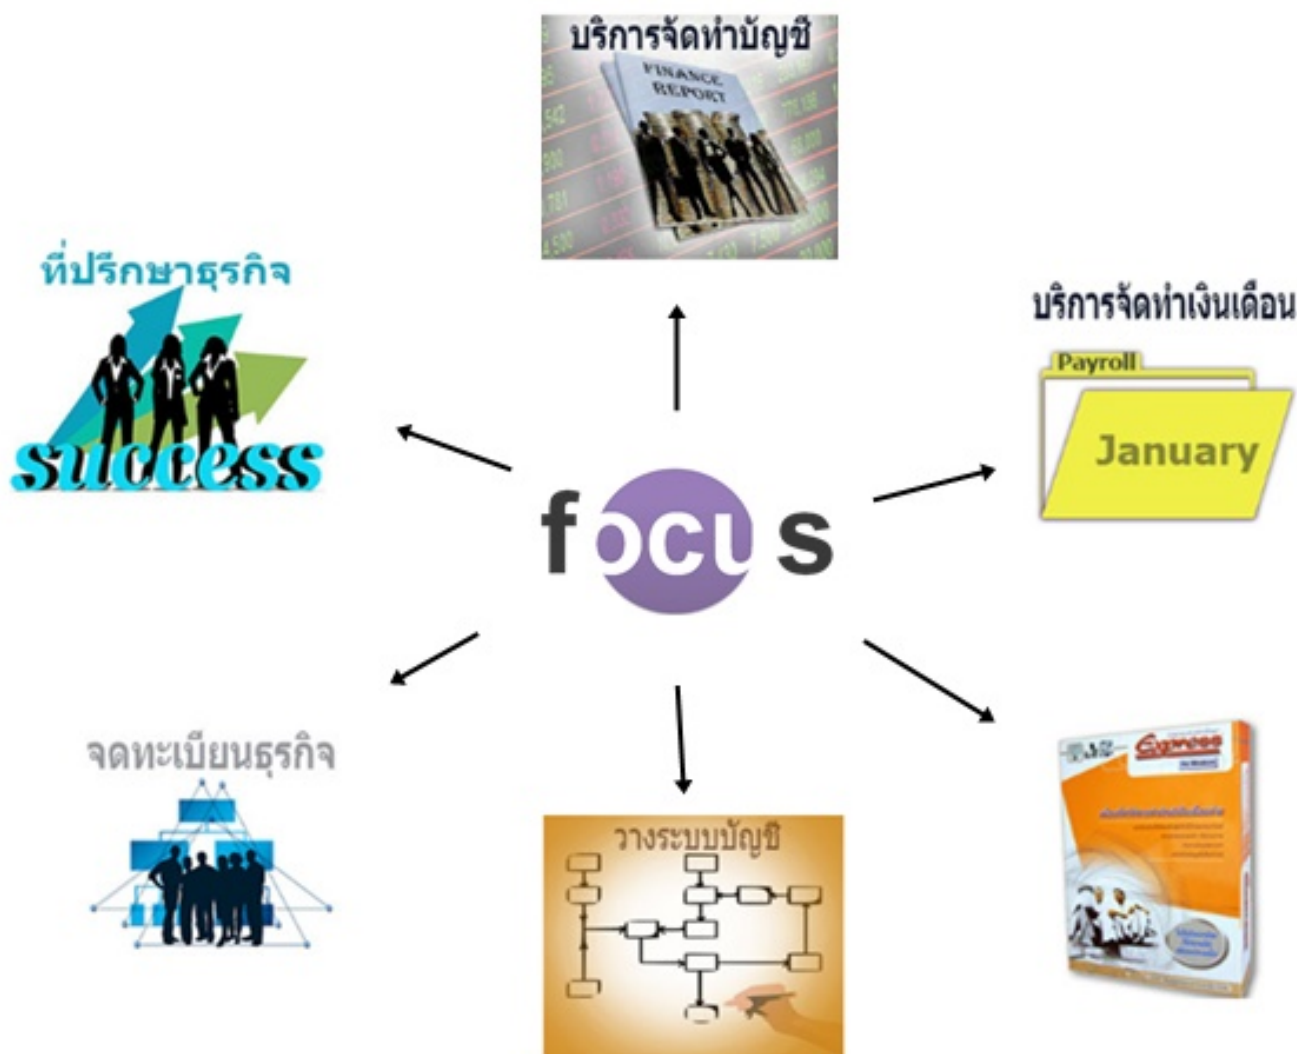 บริการจัดทำบัญชี
FINANCE
REPORT
ที่ปรึกษาธุรกิจ
success
บริการจัดทำเงินเดือน
Payroll
January
focus
จดทะเบียนธุรกิจ
วางระบบบัญชี
Express